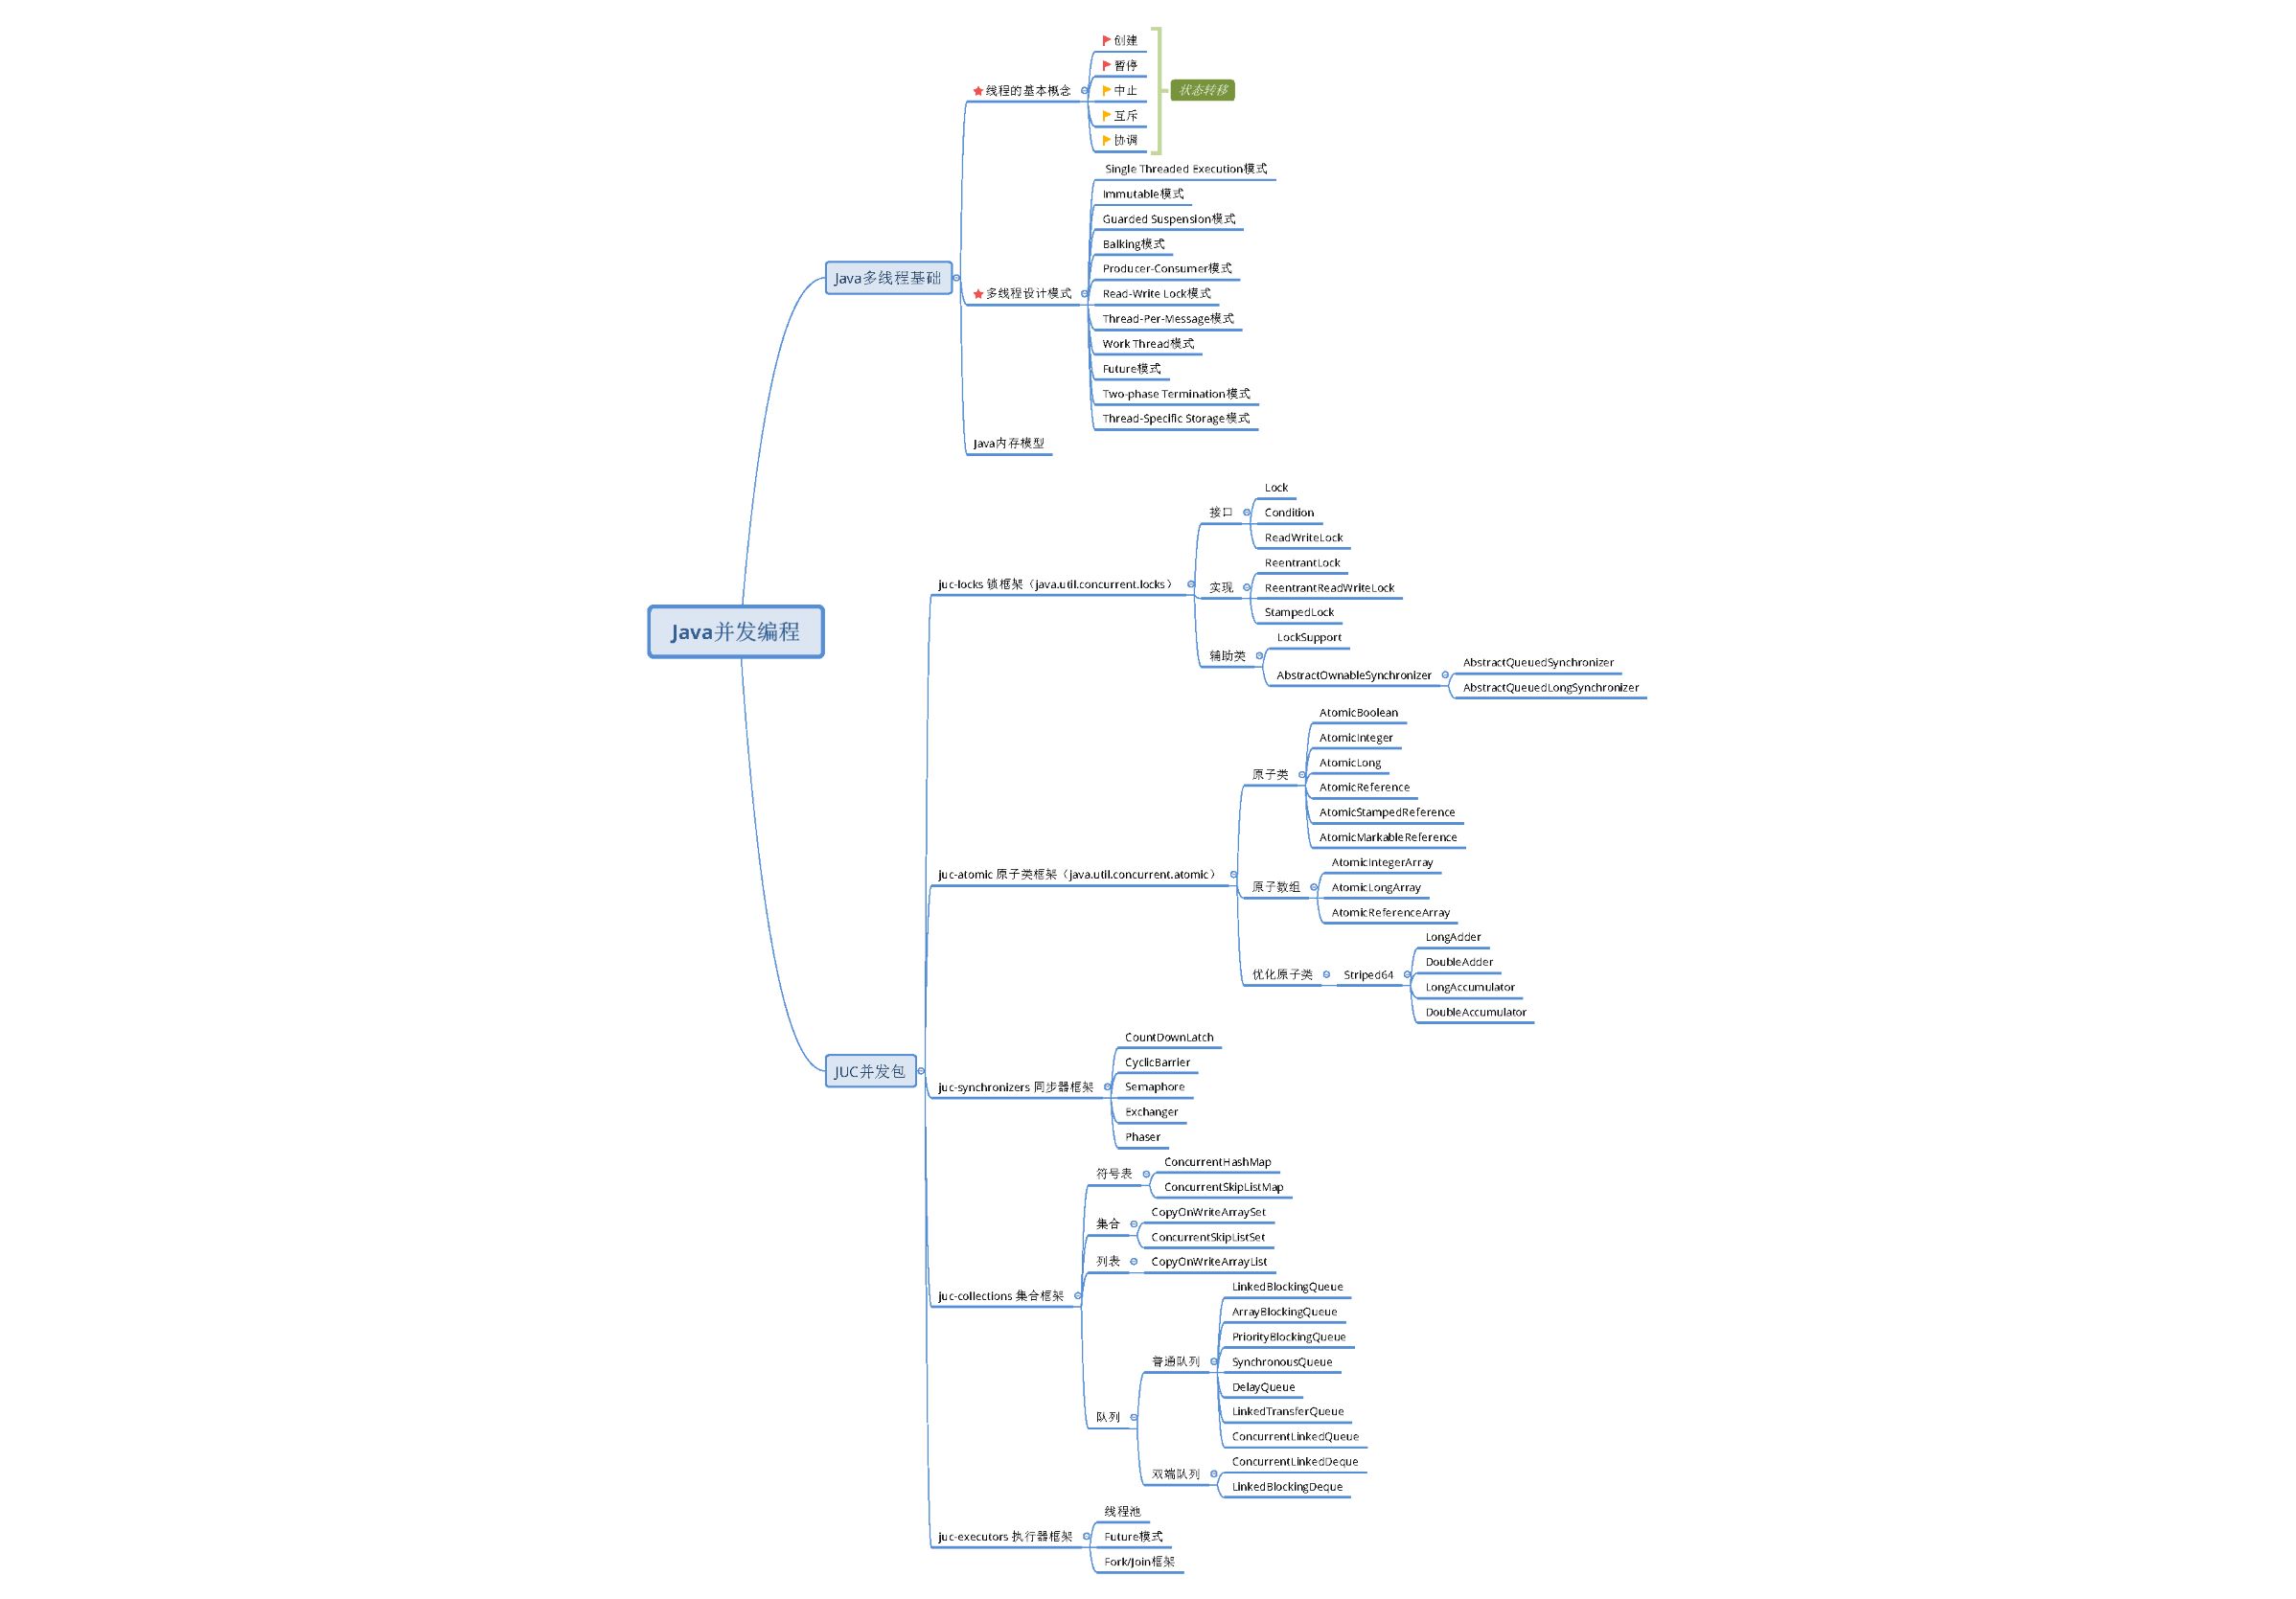 Java并发编程
Java多线程基础
线程的基本概念
创建
暂停
中止
互斥
协调
状态转移
多线程设计模式
Single Threaded Execution模式
Immutable模式
Guarded Suspension模式
Balking模式
Producer-Consumer模式
Read-Write Lock模式
Thread-Per-Message模式
Work Thread模式
Future模式
Two-phase Termination模式
Thread-Specific Storage模式
Java内存模型
JUC并发包
juc-locks 锁框架（java.util.concurrent.locks）
接口
Lock
Condition
ReadWriteLock
实现
ReentrantLock
ReentrantReadWriteLock
StampedLock
辅助类
LockSupport
AbstractOwnableSynchronizer
AbstractQueuedSynchronizer
AbstractQueuedLongSynchronizer
juc-atomic 原子类框架（java.util.concurrent.atomic）
原子类
AtomicBoolean
AtomicInteger
AtomicLong
AtomicReference
AtomicStampedReference
AtomicMarkableReference
原子数组
AtomicIntegerArray
AtomicLongArray
AtomicReferenceArray
优化原子类
Striped64
LongAdder
DoubleAdder
LongAccumulator
DoubleAccumulator
juc-synchronizers 同步器框架
CountDownLatch
CyclicBarrier
Semaphore
Exchanger
Phaser
juc-collections 集合框架
符号表
ConcurrentHashMap
ConcurrentSkipListMap
集合
CopyOnWriteArraySet
ConcurrentSkipListSet
列表
CopyOnWriteArrayList
队列
普通队列
LinkedBlockingQueue
ArrayBlockingQueue
PriorityBlockingQueue
SynchronousQueue
DelayQueue
LinkedTransferQueue
ConcurrentLinkedQueue
双端队列
ConcurrentLinkedDeque
LinkedBlockingDeque
juc-executors 执行器框架
线程池
Future模式
Fork/Join框架